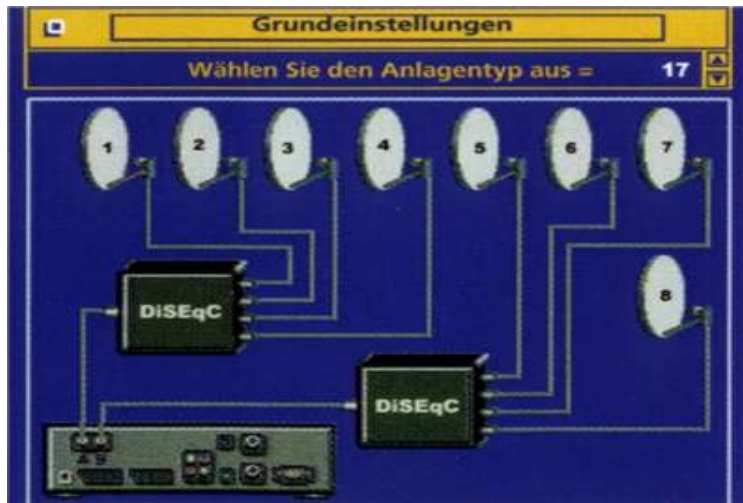 Grundeinstellungen
Wählen Sie den Anlagentyp aus = 17
1 2 3 4 5 6 7
8
DiSEqC
DiSEqC
A B